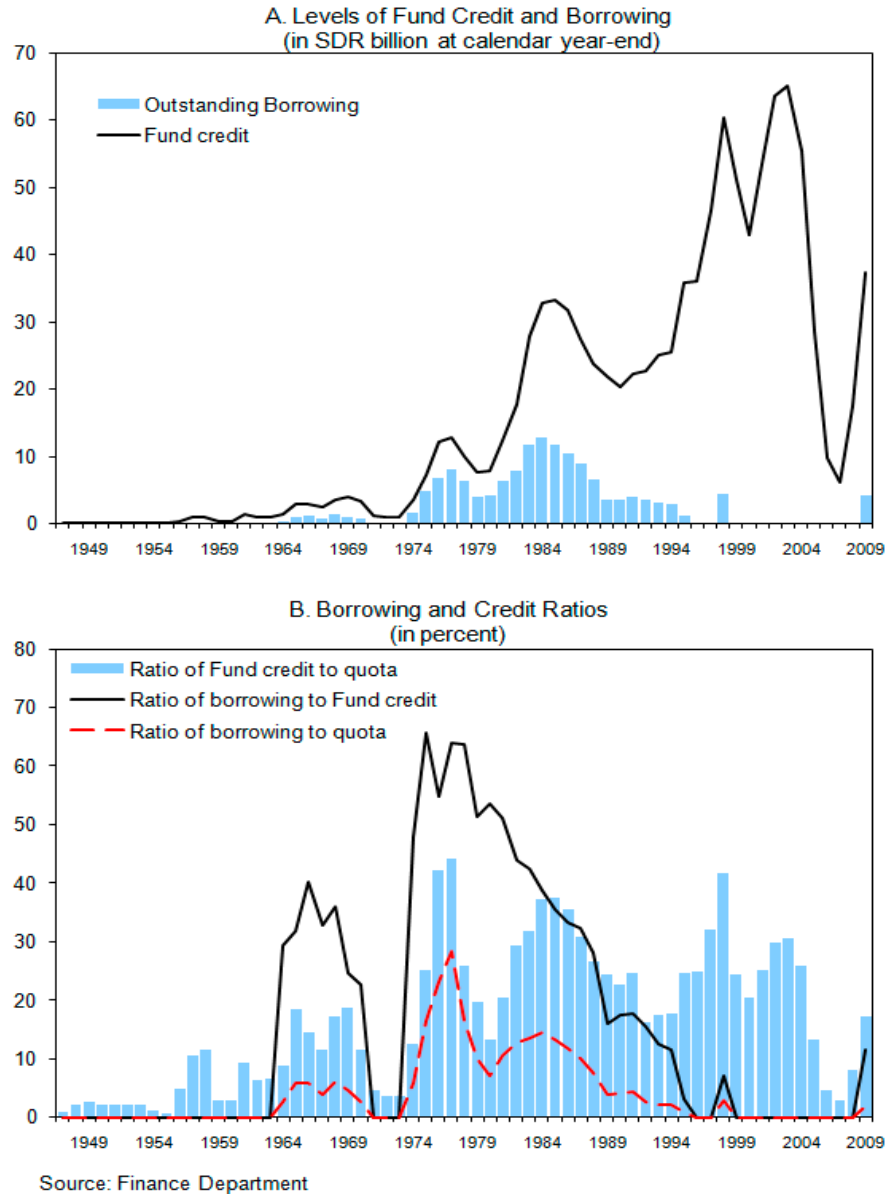 A. Levels of Fund Credit and Borrowing
(in SDR billion at calendar year-end)
70
60
50
40
30
20
10
0
Outstanding Borrowing
Fund credit
1949 1954 1959 1964 1969 1974 1979 1984 1989 1994 1999 2004 2009
B. Borrowing and Credit Ratios
(in percent)
80
70
60
50
40
30
20
10
0
Ratio of Fund credit to quota
Ratio of borrowing to Fund credit
Ratio of borrowing to quota
1949 1954 1959 1964 1969 1974 1979 1984 1989 1994 1999 2004 2009
Source: Finance Department